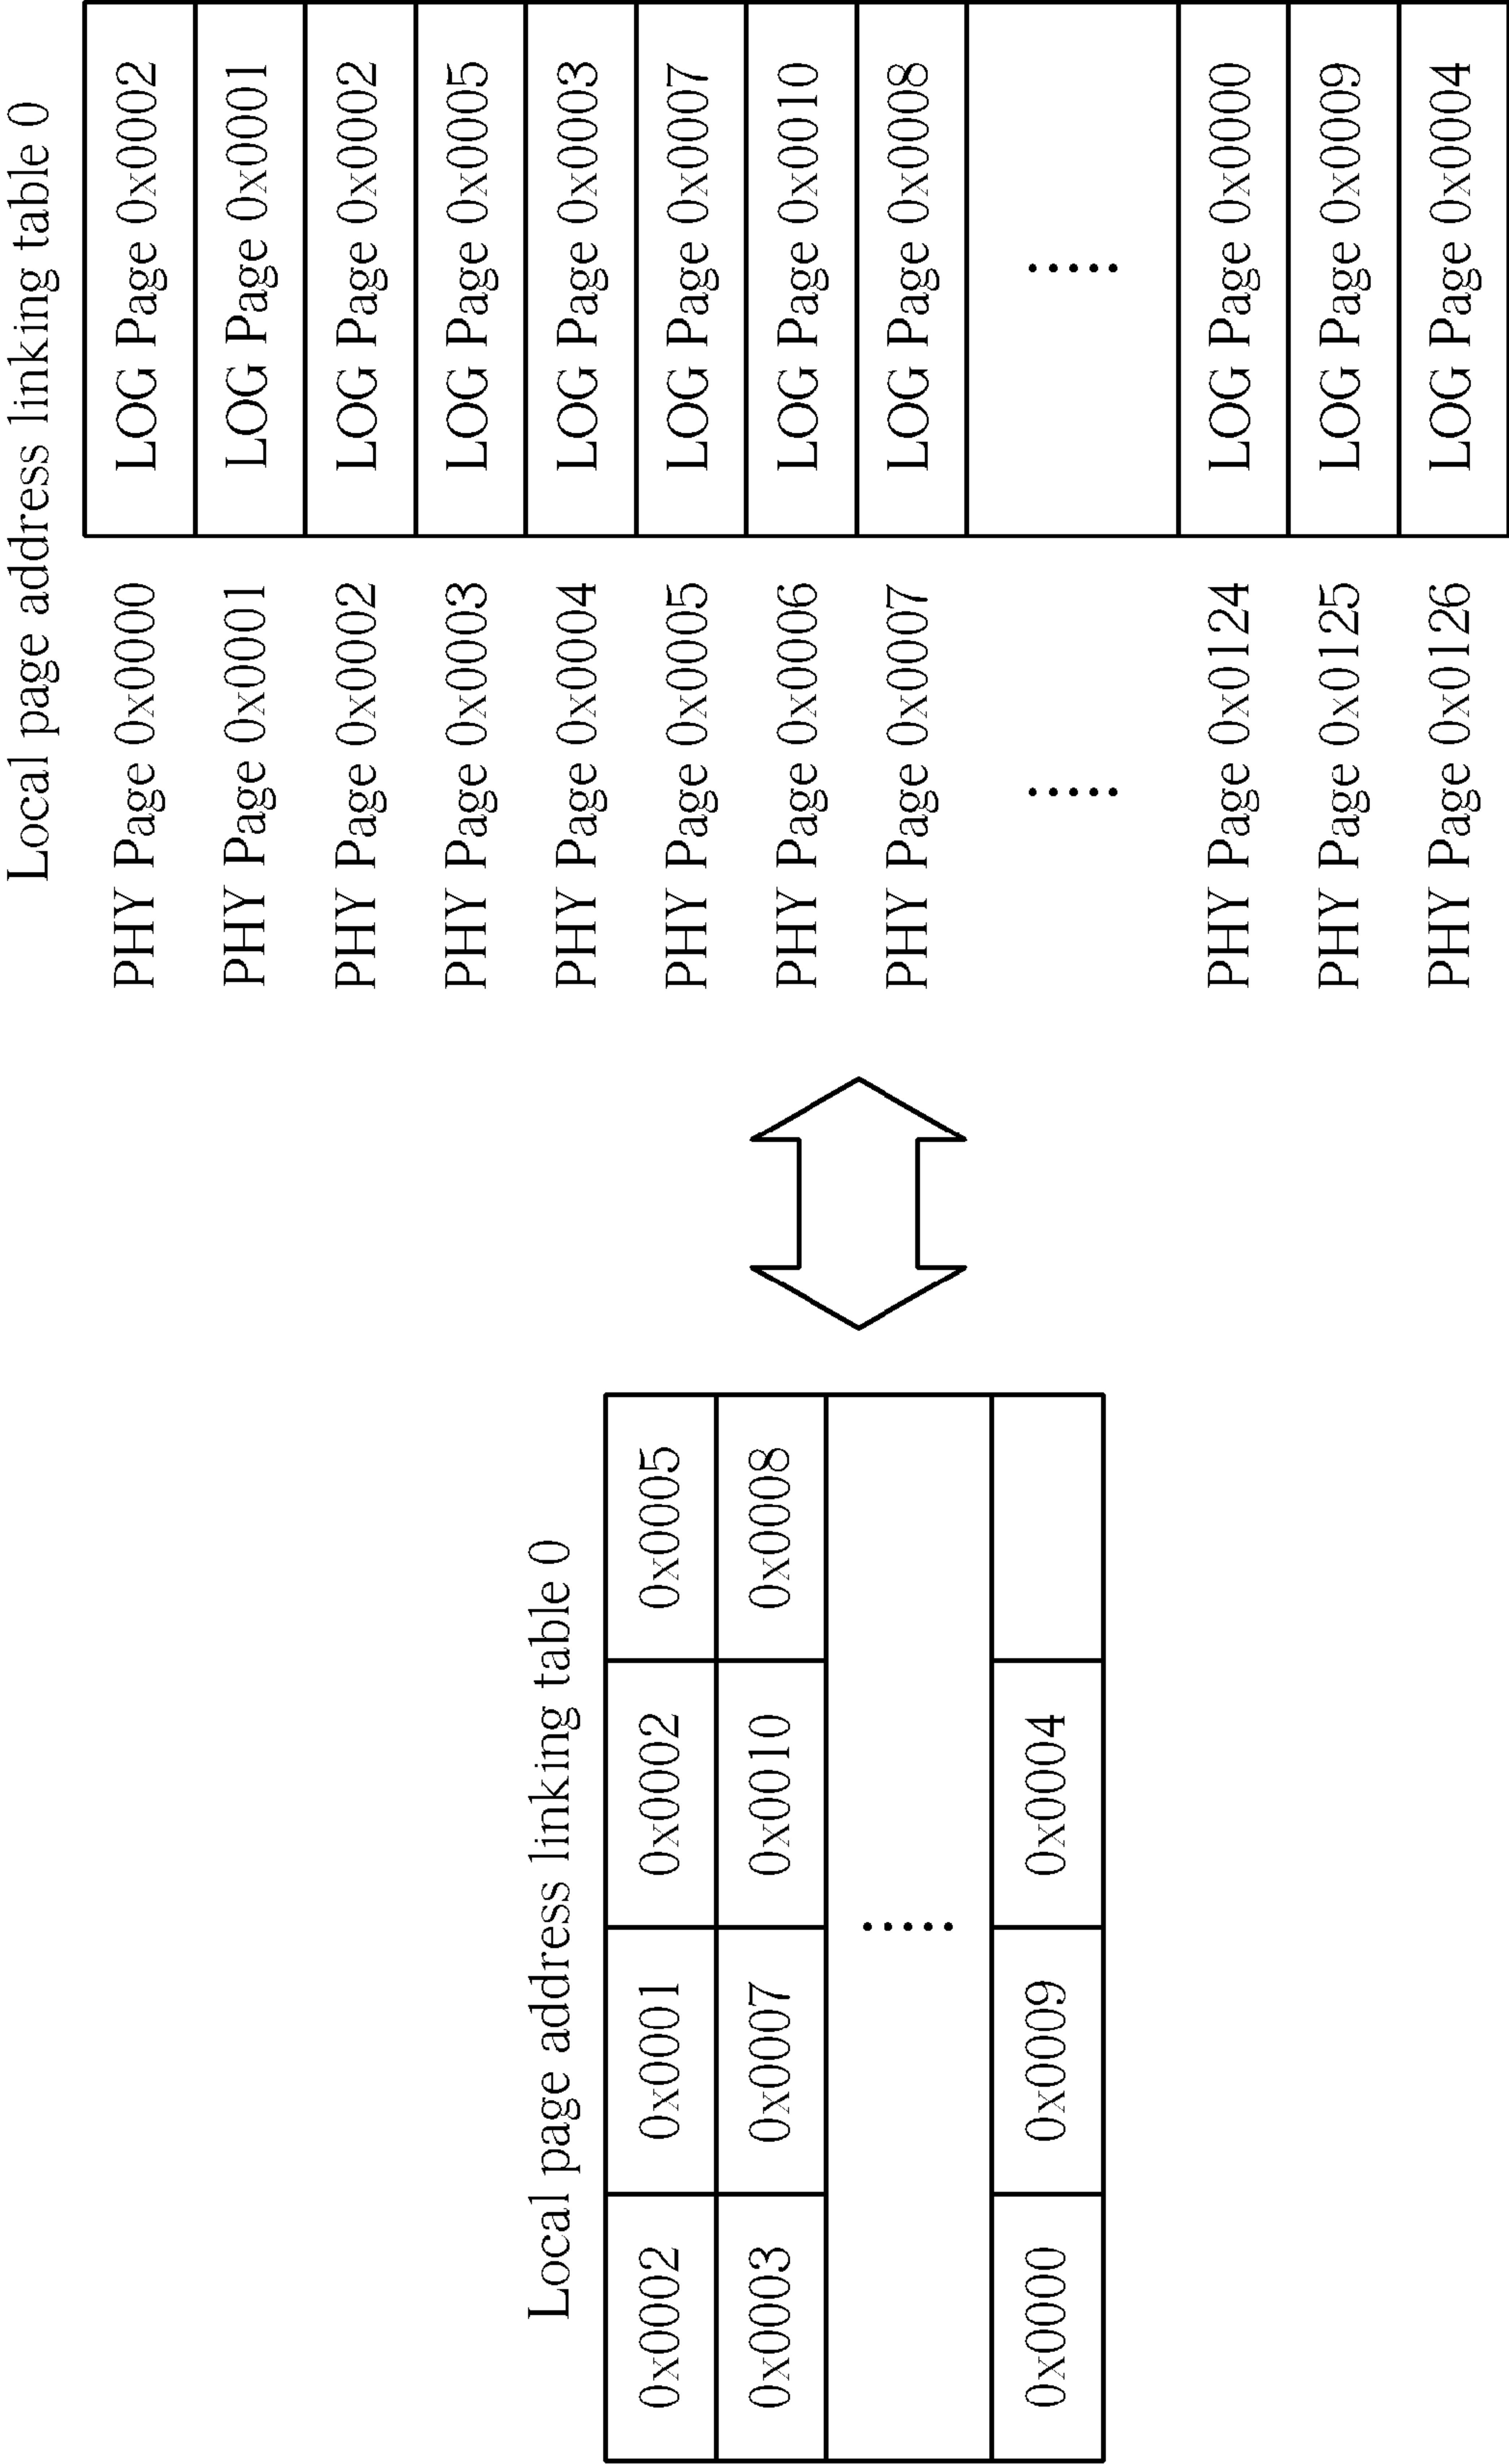 Local page address linking table 0
0x0002 0x0001 0x0002 0x0005
0x0003 0x0007 0x0010 0x0008
.....
0x0000 0x0009 0x0004
Local page address linking table 0
PHY Page 0x0000 LOG Page 0x0002
PHY Page 0x0001 LOG Page 0x0001
PHY Page 0x0002 LOG Page 0x0002
PHY Page 0x0003 LOG Page 0x0005
PHY Page 0x0004 LOG Page 0x0003
PHY Page 0x0005 LOG Page 0x0007
PHY Page 0x0006 LOG Page 0x0010
PHY Page 0x0007 LOG Page 0x0008
..... .....
PHY Page 0x0124 LOG Page 0x0000
PHY Page 0x0125 LOG Page 0x0009
PHY Page 0x0126 LOG Page 0x0004